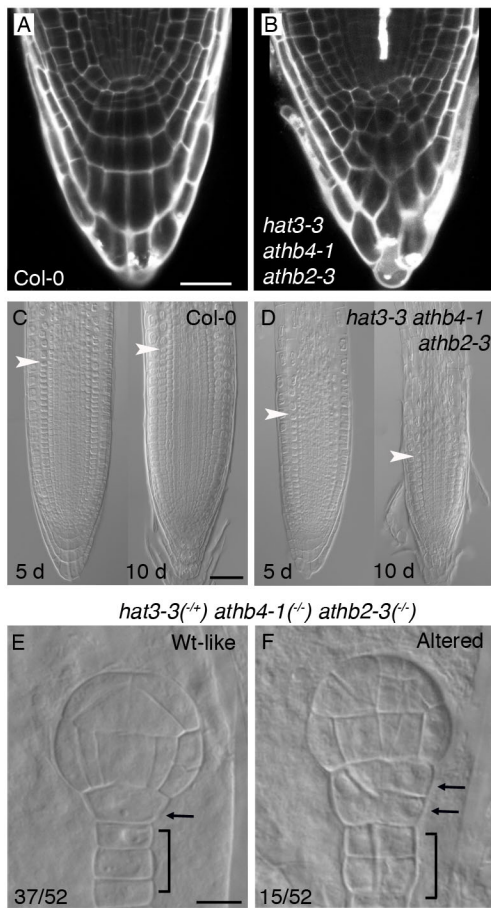 A
Col-0
B
hat3-3
athb4-1
athb2-3
C
Col-0
5 d
10 d
D
hat3-3 athb4-1
athb2-3
5 d
10 d
hat3-3(-/+) athb4-1(-/-) athb2-3(-/-)
E
Wt-like
37/52
F
Altered
15/52